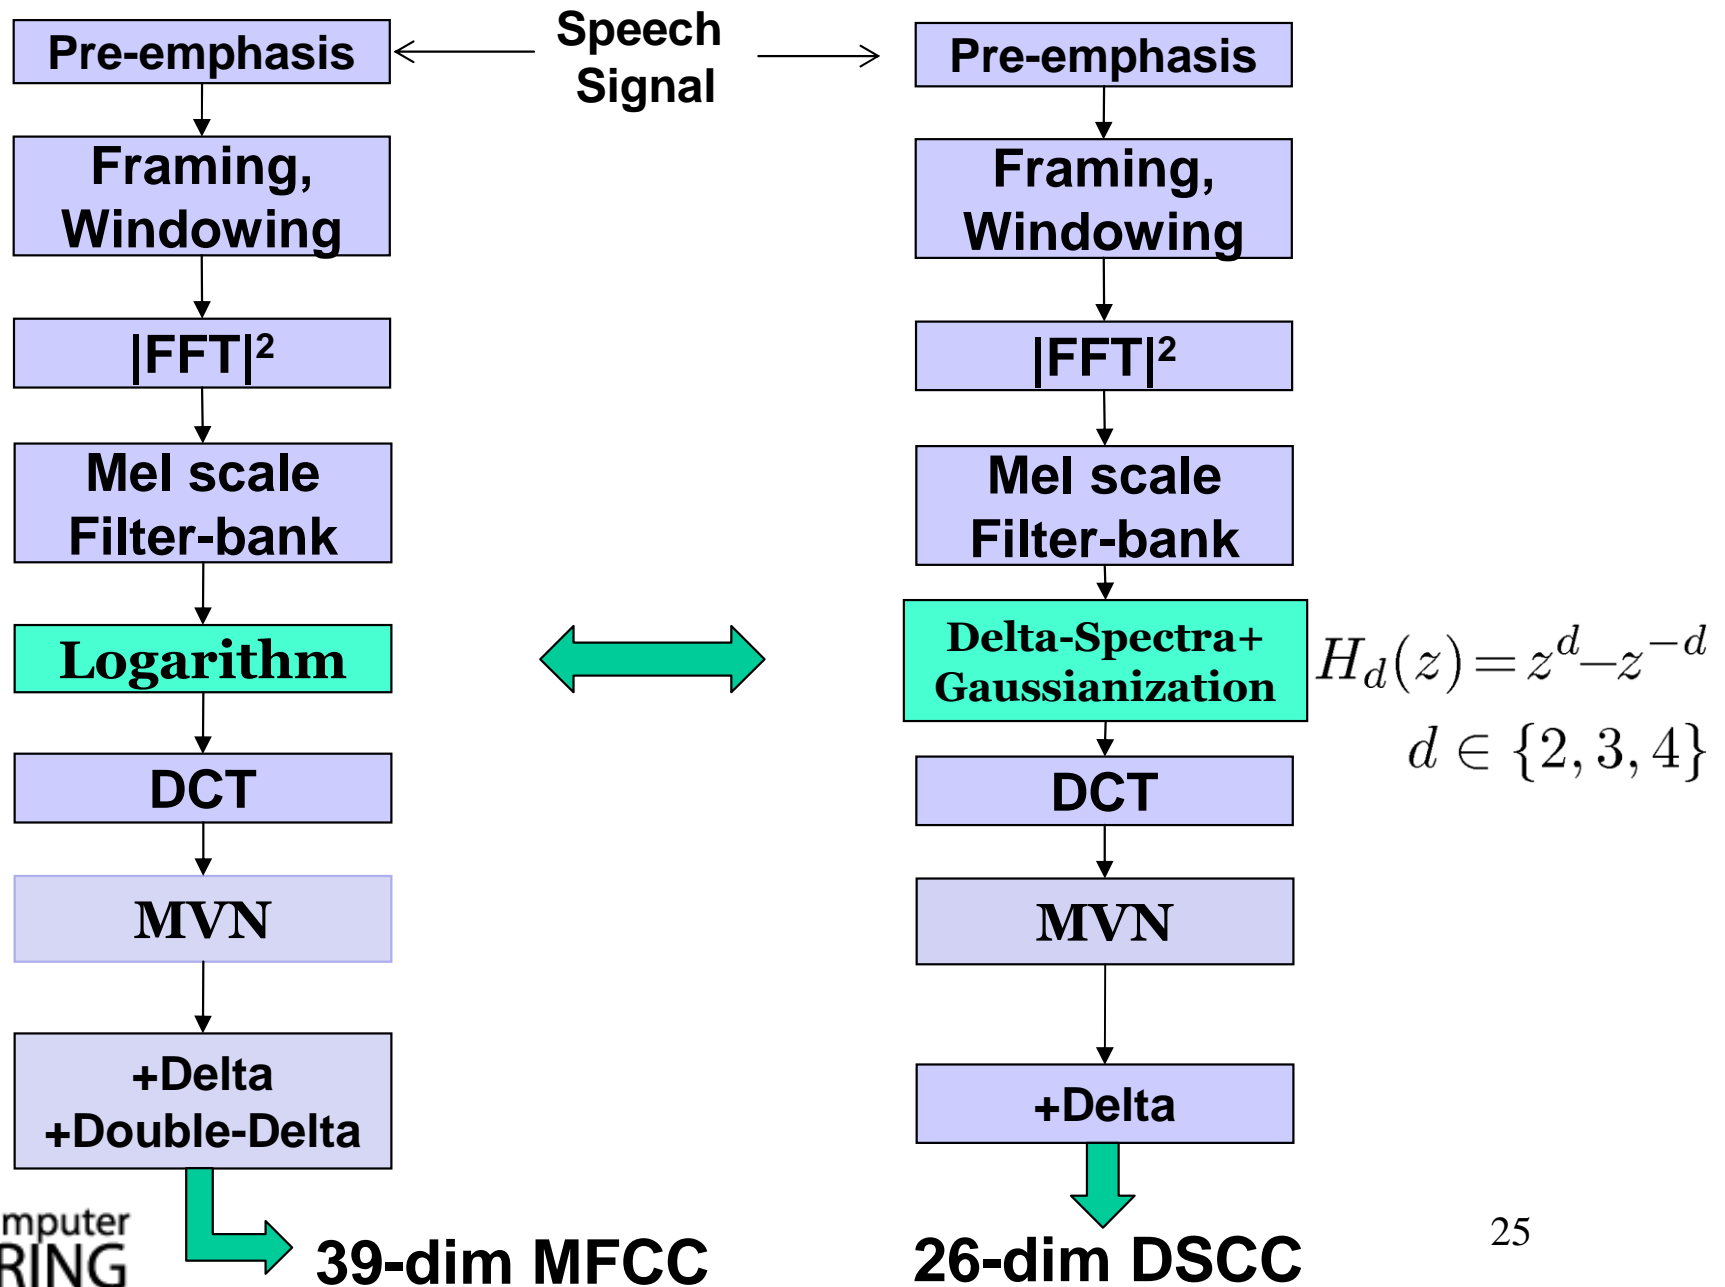 Speech
Signal
Pre-emphasis
Framing,
Windowing
|FFT|²
Mel scale
Filter-bank
Logarithm
DCT
MVN
+Delta
+Double-Delta
39-dim MFCC
Pre-emphasis
Framing,
Windowing
|FFT|²
Mel scale
Filter-bank
Delta-Spectra+
Gaussianization
H_d(z) = z^d − z^{−d}
d ∈ {2, 3, 4}
DCT
MVN
+Delta
26-dim DSCC
mputer
RING
25